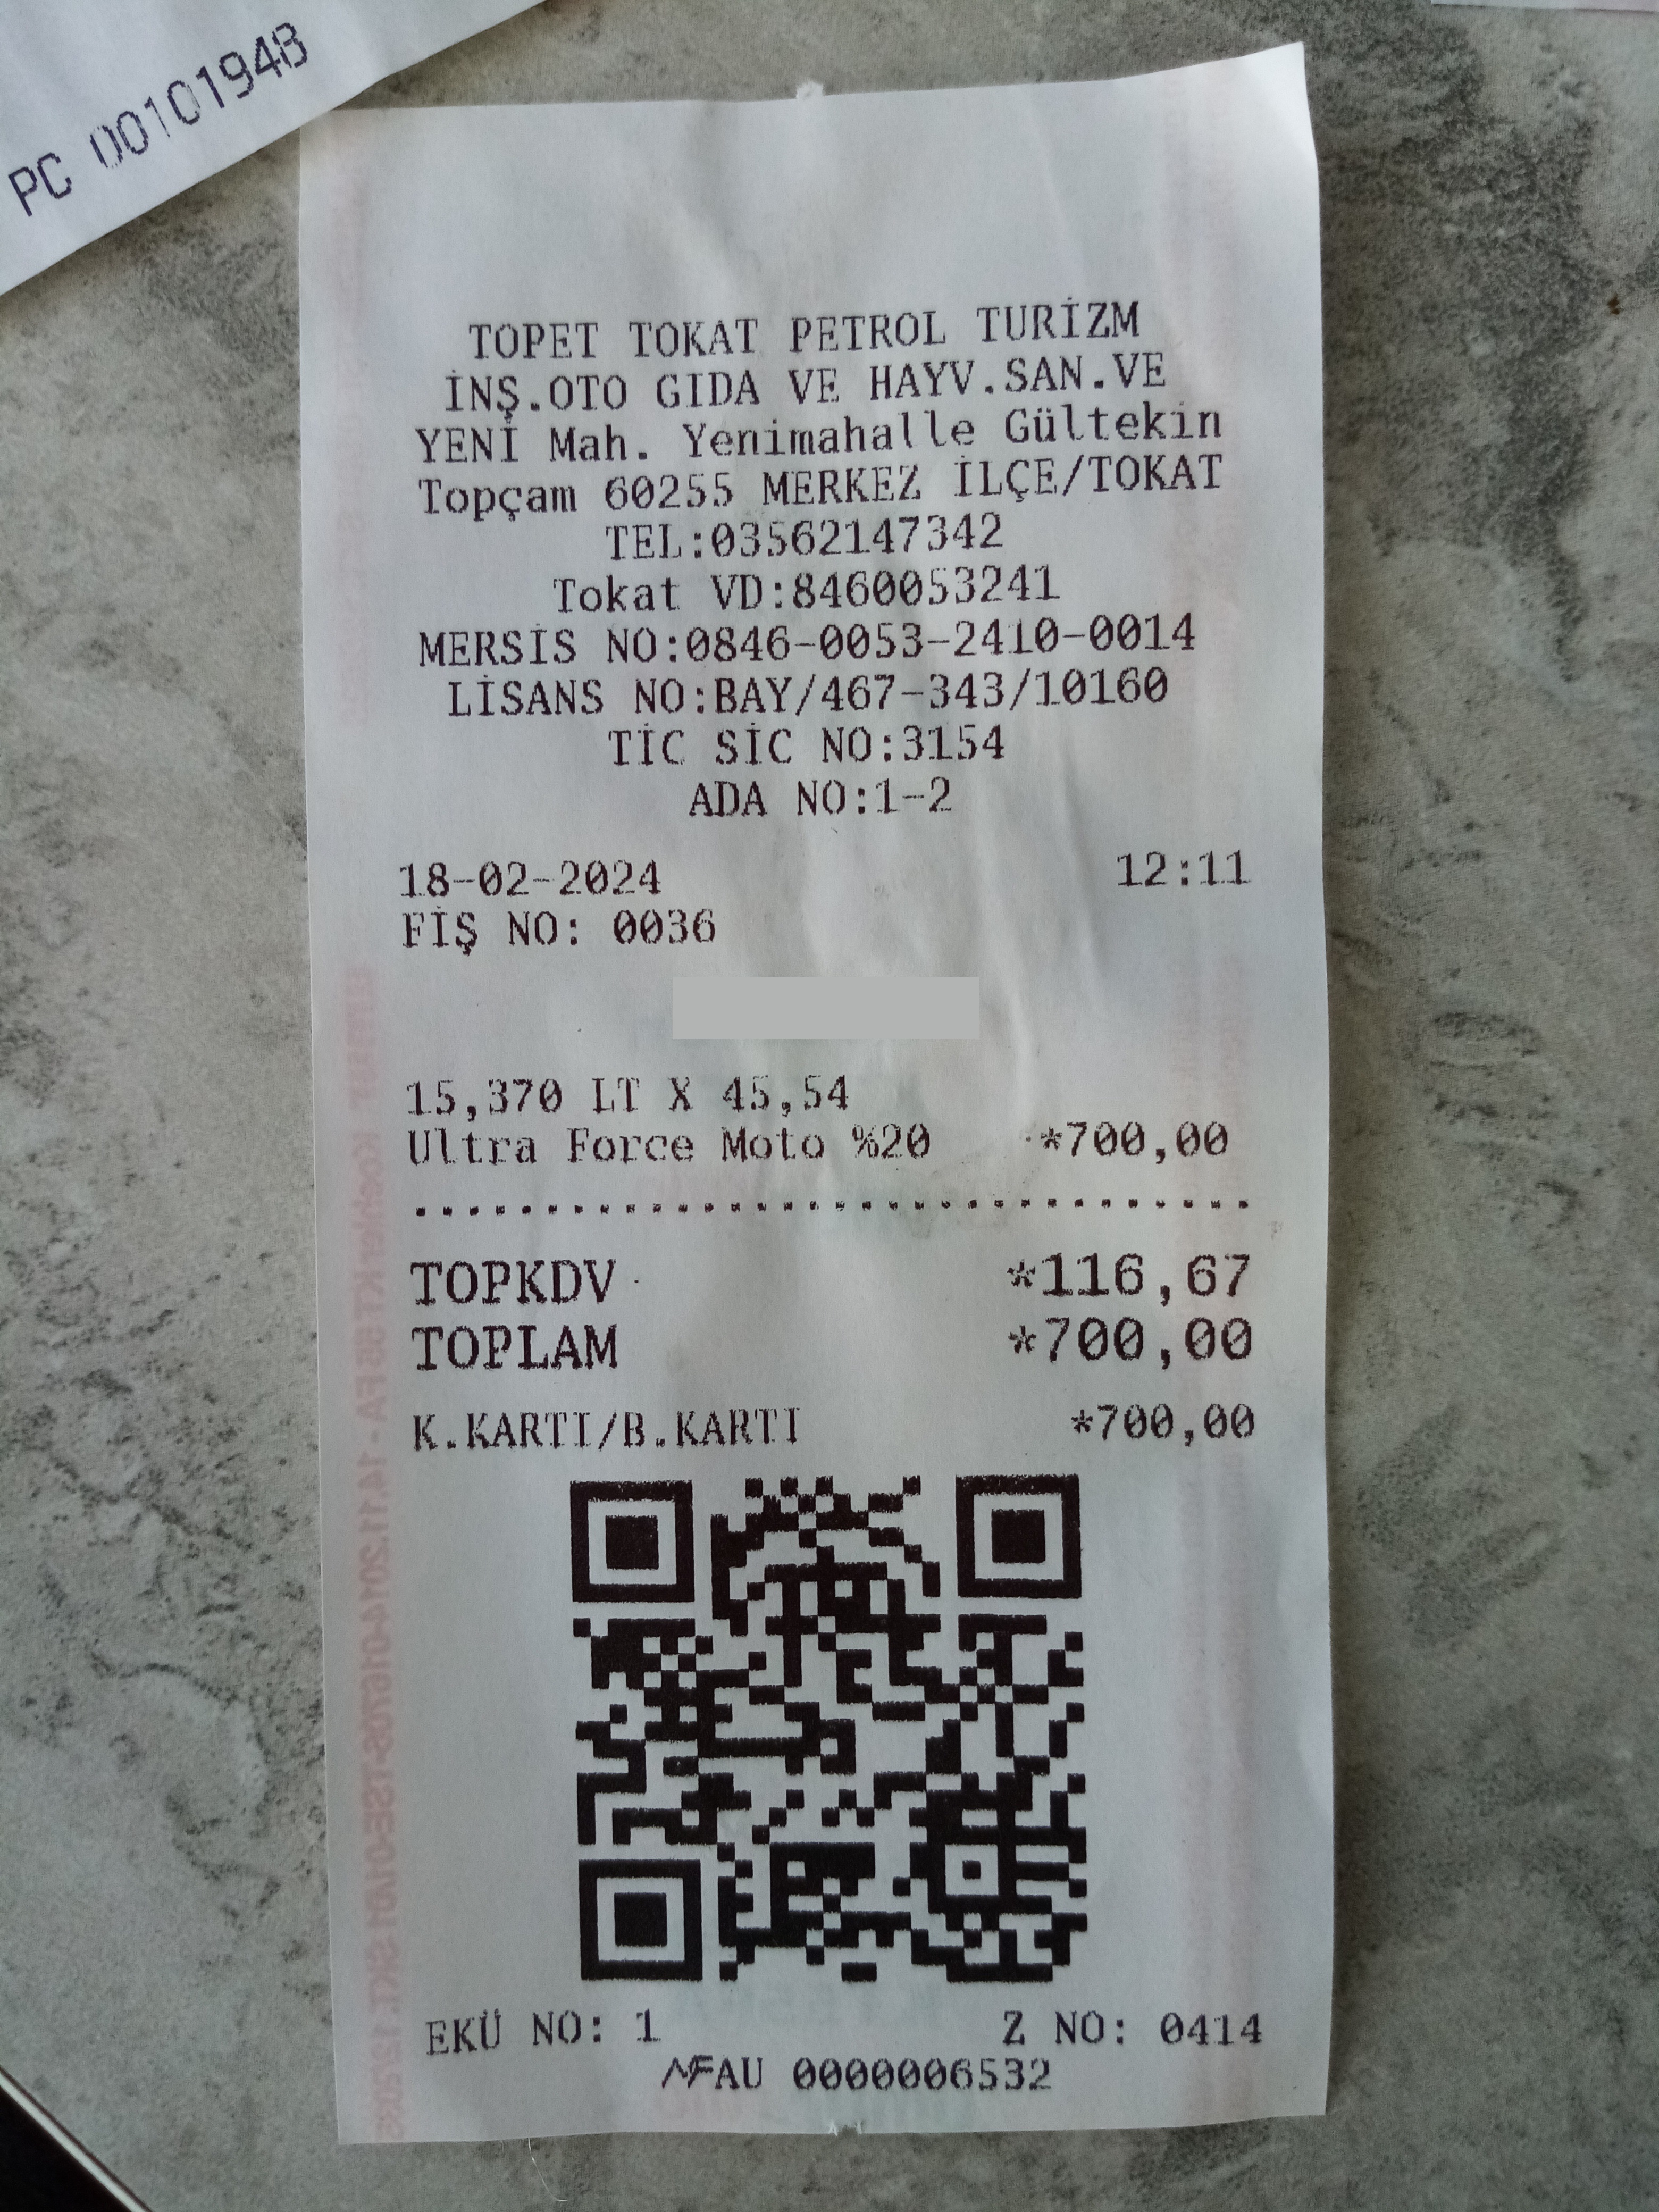 PC 00101948
TOPET TOKAT PETROL TURİZM
İNŞ.OTO GIDA VE HAYV.SAN.VE
YENİ Mah. Yenimahalle Gültekin
Topçam 60255 MERKEZ İLÇE/TOKAT
TEL:03562147342
Tokat VD:8460053241
MERSİS NO:0846-0053-2410-0014
LİSANS NO:BAY/467-343/10160
TİC SİC NO:3154
ADA NO:1-2
18-02-2024 12:11
FİŞ NO: 0036
15,370 LT X 45,54
Ultra Force Moto %20 *700,00
TOPKDV *116,67
TOPLAM *700,00
K.KARTI/B.KARTI *700,00
EKÜ NO: 1 Z NO: 0414
MF AU 0000006532